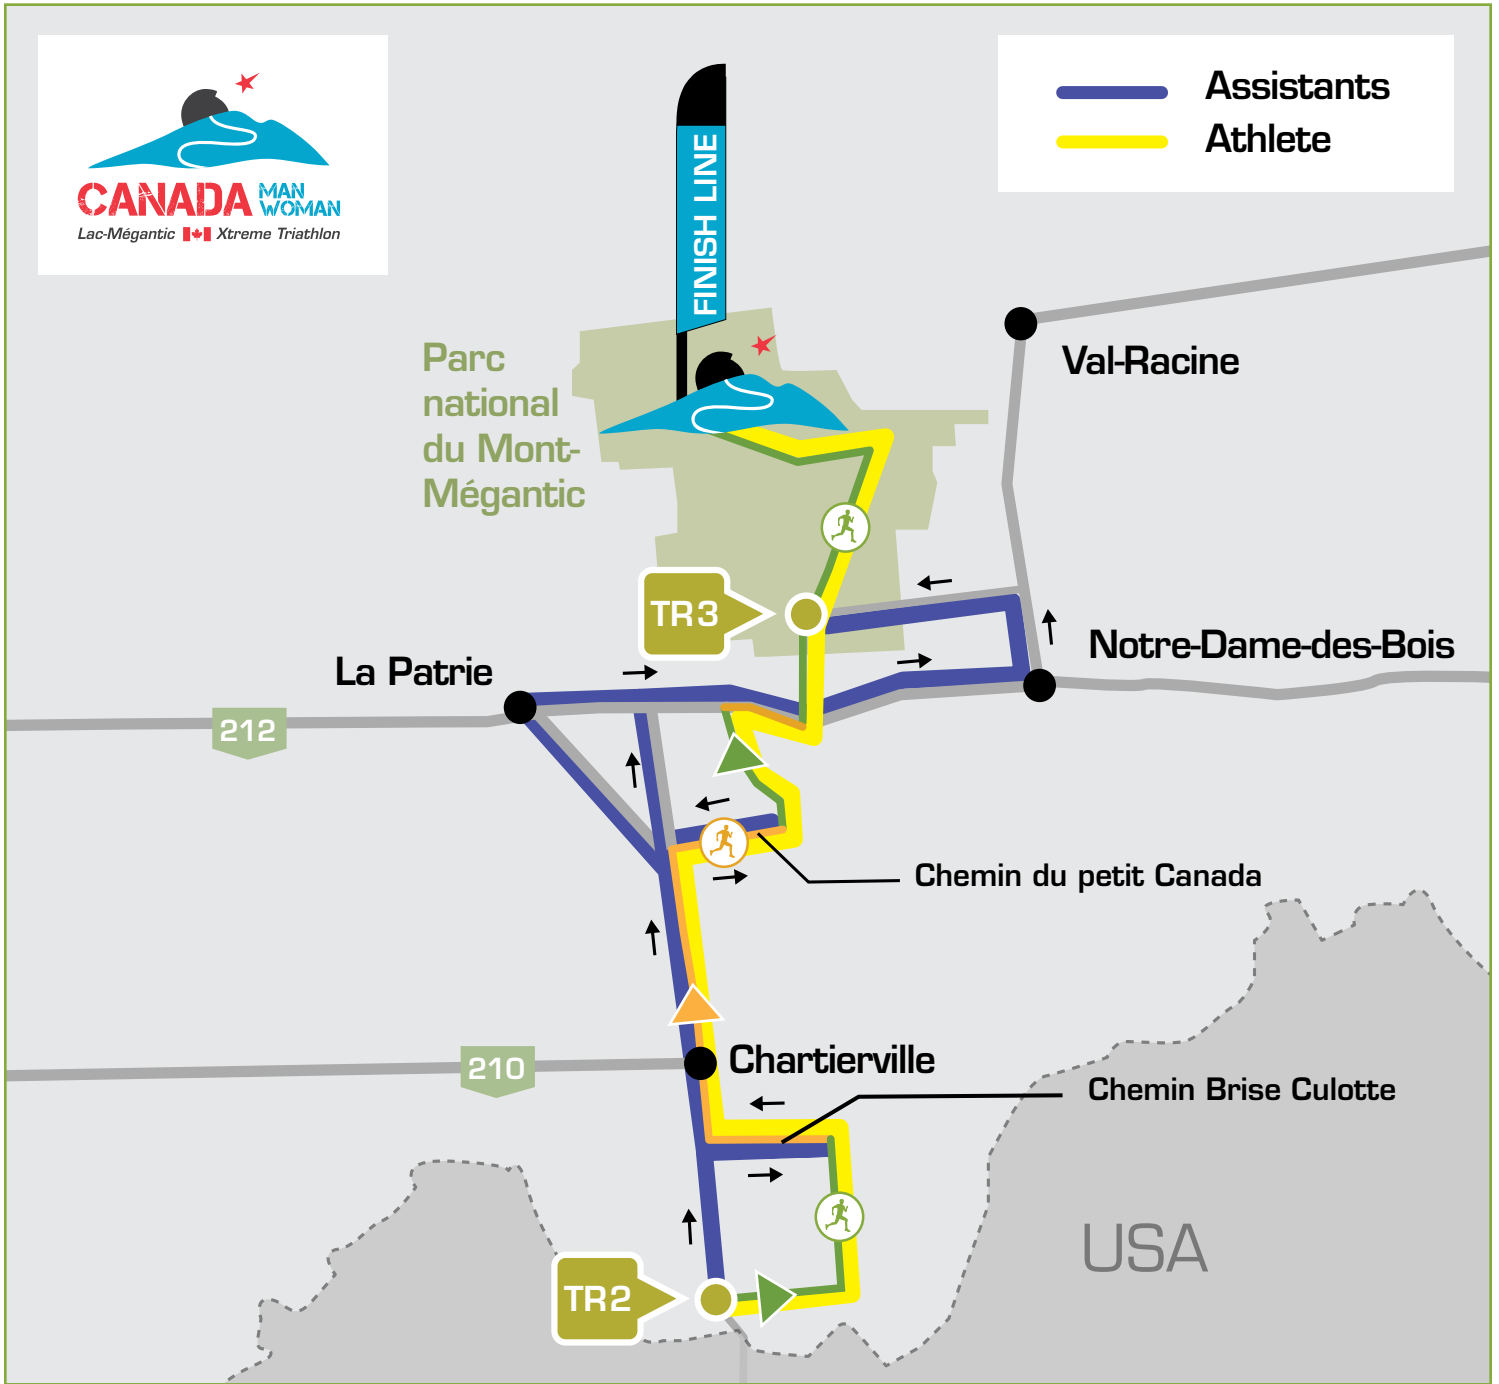 CANADA MAN
WOMAN
Lac-Mégantic Xtreme Triathlon
Assistants
Athlete
FINISH LINE
Parc
national
du Mont-
Mégantic
Val-Racine
TR3
Notre-Dame-des-Bois
La Patrie
212
Chemin du petit Canada
Chartierville
210
Chemin Brise Culotte
USA
TR2